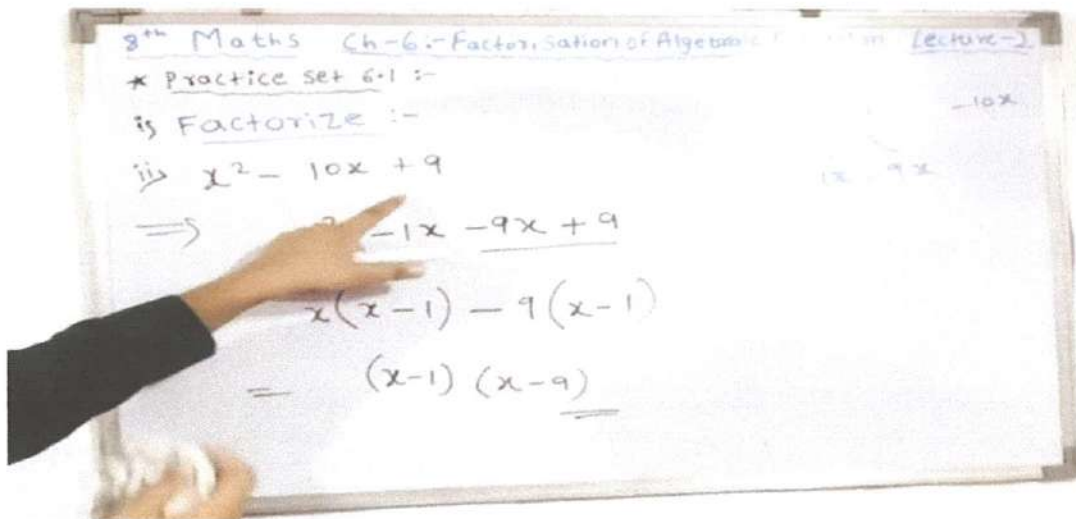 8th Maths Ch-6:- Factorisation of Algebraic Lecture-2
* Practice set 6.1 :-
Factorize :-
x² - 10x + 9
⇒ - 1x - 9x + 9
x(x-1) - 9(x-1)
= (x-1) (x-9)
-10x
1x 9x